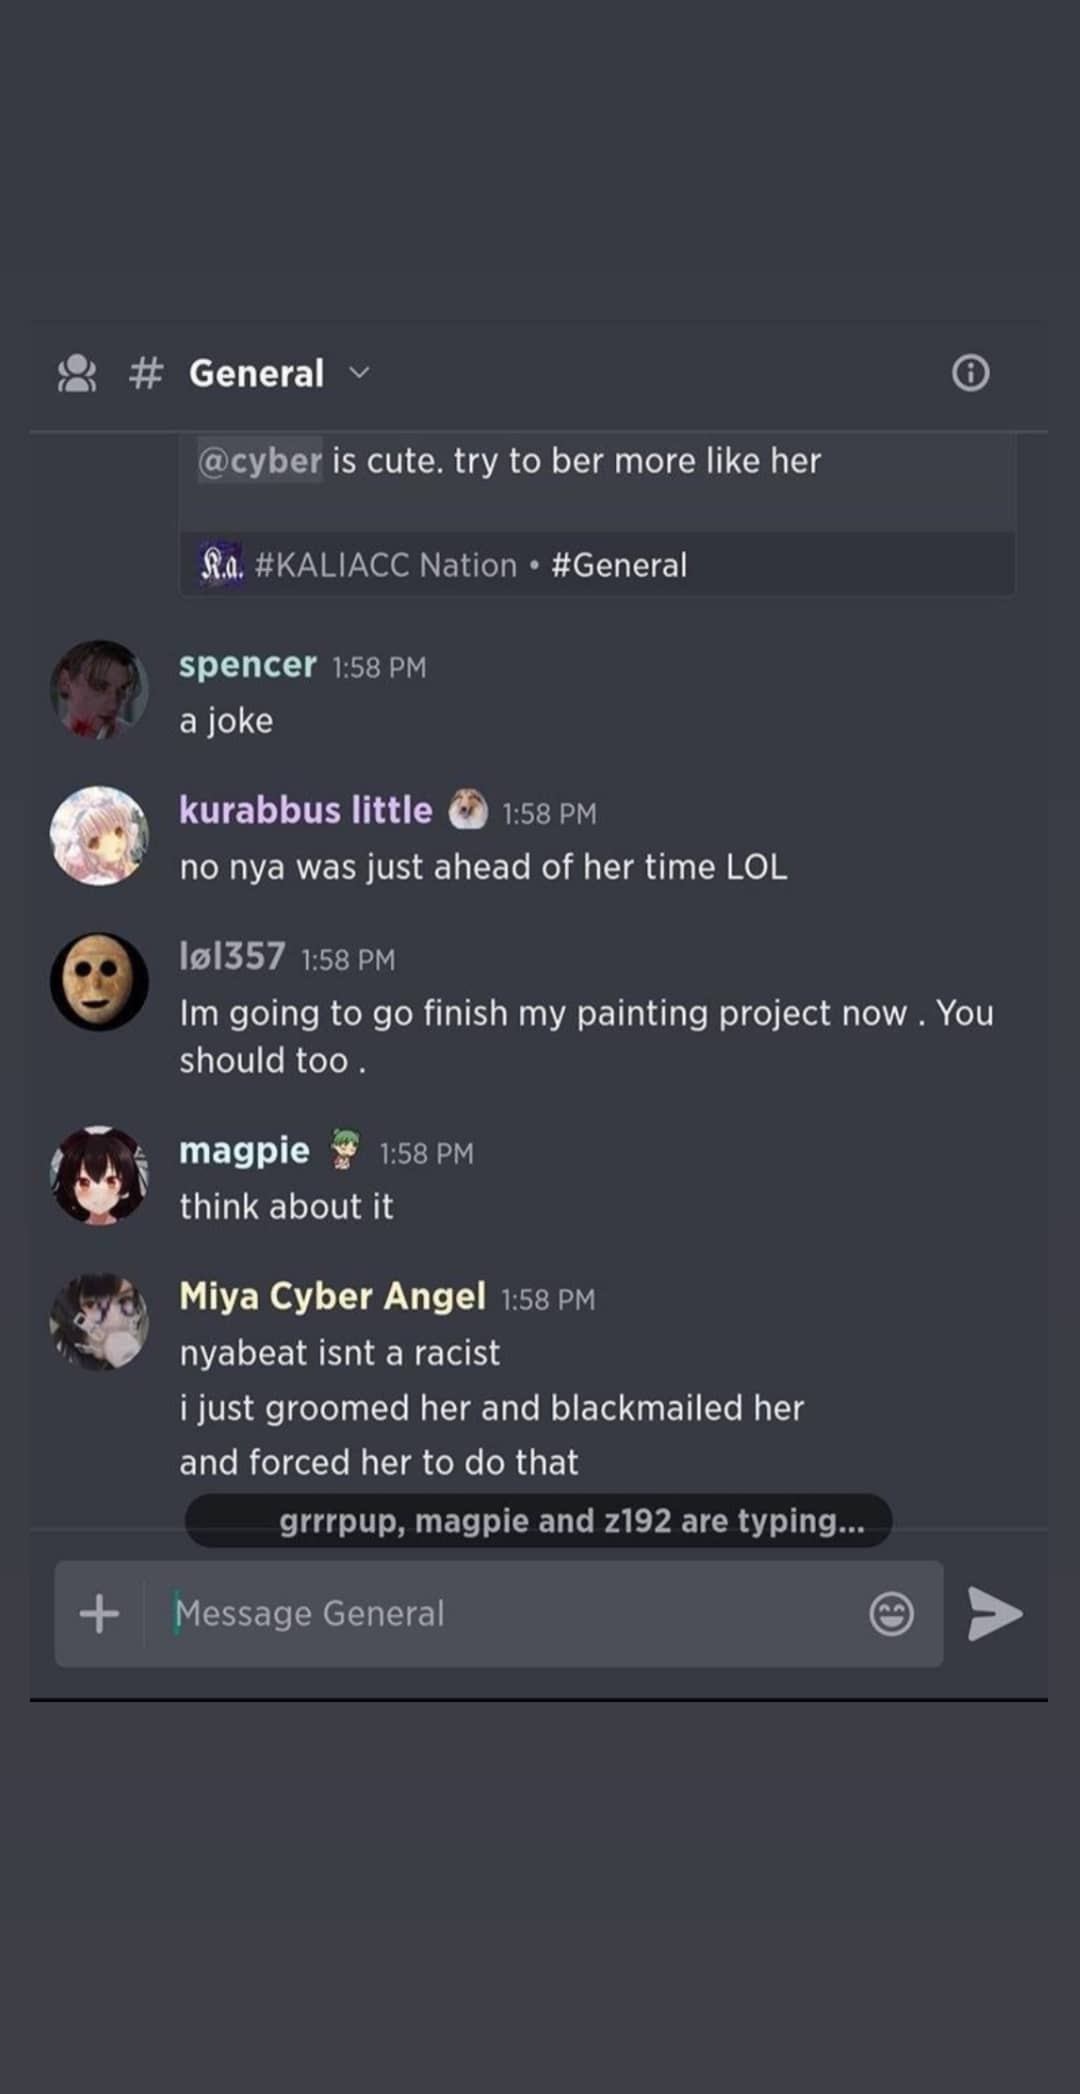 # General
@cyber is cute. try to ber more like her
K.a. #KALIACC Nation • #General
spencer 1:58 PM
a joke
kurabbus little 1:58 PM
no nya was just ahead of her time LOL
løl357 1:58 PM
Im going to go finish my painting project now . You
should too .
magpie 1:58 PM
think about it
Miya Cyber Angel 1:58 PM
nyabeat isnt a racist
i just groomed her and blackmailed her
and forced her to do that
grrrpup, magpie and z192 are typing...
Message General